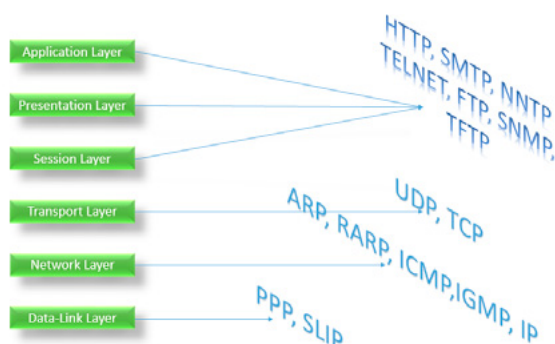 Application Layer
Presentation Layer
Session Layer
Transport Layer
Network Layer
Data-Link Layer
HTTP, SMTP, NNTP
TELNET, FTP, SNMP,
TFTP
UDP, TCP
ARP, RARP, ICMP,IGMP, IP
PPP, SLIP